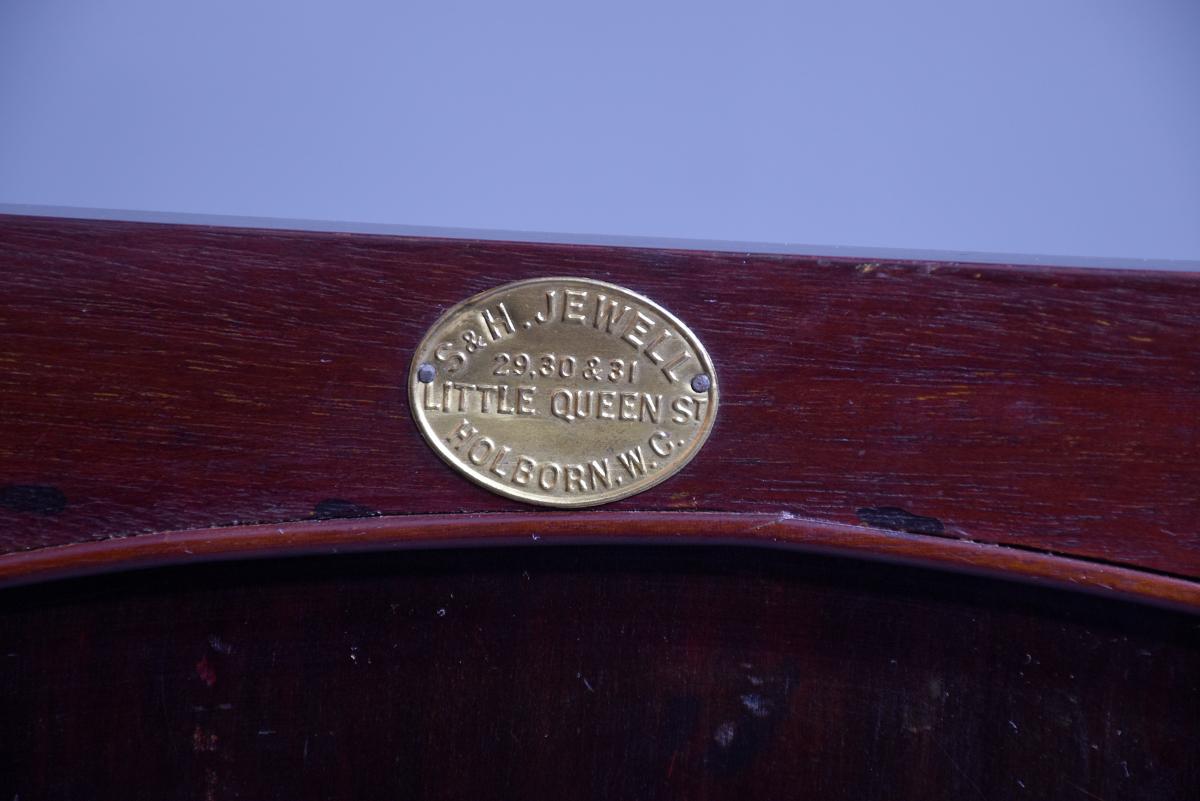 S & H. JEWELL
29, 30 & 31
LITTLE QUEEN ST
HOLBORN. W. C.